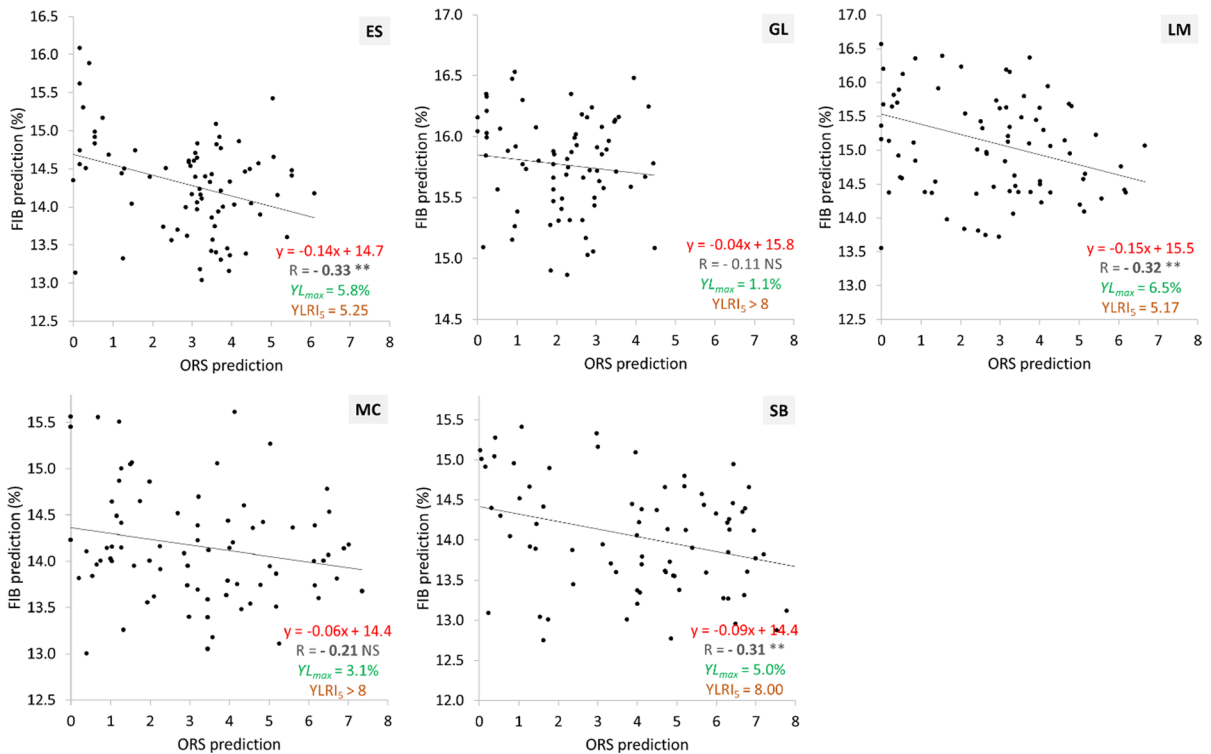 ES
FIB prediction (%)
16.5
16.0
15.5
15.0
14.5
14.0
13.5
13.0
12.5
y = -0.14x + 14.7
R = - 0.33 **
YLmax = 5.8%
YLRI5 = 5.25
0 1 2 3 4 5 6 7 8
ORS prediction
GL
FIB prediction (%)
17.0
16.5
16.0
15.5
15.0
14.5
y = -0.04x + 15.8
R = - 0.11 NS
YLmax = 1.1%
YLRI5 > 8
0 1 2 3 4 5 6 7 8
ORS prediction
LM
FIB prediction (%)
17.0
16.5
16.0
15.5
15.0
14.5
14.0
13.5
13.0
12.5
y = -0.15x + 15.5
R = - 0.32 **
YLmax = 6.5%
YLRI5 = 5.17
0 1 2 3 4 5 6 7 8
ORS prediction
MC
FIB prediction (%)
15.5
15.0
14.5
14.0
13.5
13.0
12.5
y = -0.06x + 14.4
R = - 0.21 NS
YLmax = 3.1%
YLRI5 > 8
0 1 2 3 4 5 6 7 8
ORS prediction
SB
FIB prediction (%)
15.5
15.0
14.5
14.0
13.5
13.0
12.5
12.0
y = -0.09x + 14.4
R = - 0.31 **
YLmax = 5.0%
YLRI5 = 8.00
0 1 2 3 4 5 6 7 8
ORS prediction